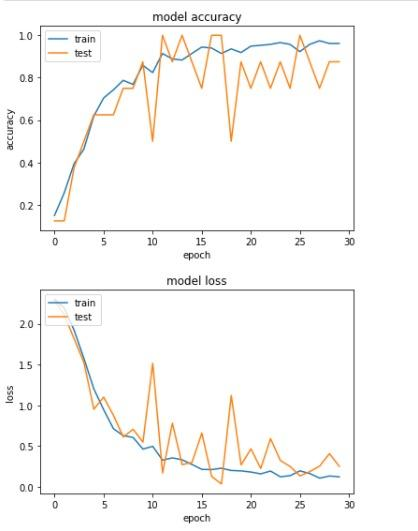 model accuracy
train
test
1.0
0.8
0.6
0.4
0.2
accuracy
0 5 10 15 20 25 30
epoch
model loss
train
test
2.0
1.5
1.0
0.5
0.0
loss
0 5 10 15 20 25 30
epoch